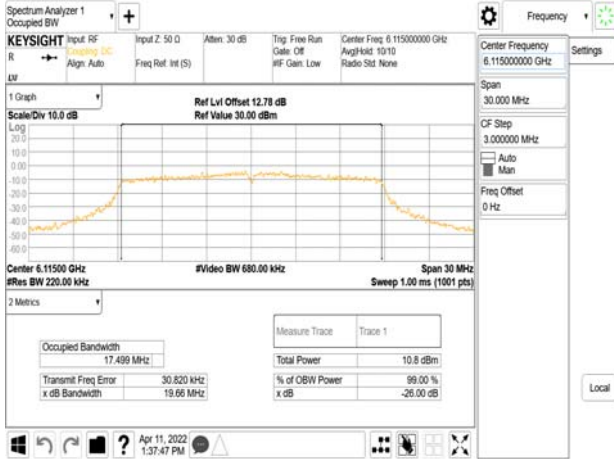 Spectrum Analyzer 1
Occupied BW
+
KEYSIGHT
R
LXI
Input: RF
Coupling: DC
Align: Auto
Input Z: 50 Ω
Freq Ref: Int (S)
Atten: 30 dB
Trig: Free Run
Gate: Off
#IF Gain: Low
Center Freq: 6.115000000 GHz
Avg|Hold: 10/10
Radio Std: None
1 Graph
Scale/Div 10.0 dB
Ref Lvl Offset 12.78 dB
Ref Value 30.00 dBm
Log
20.0
10.0
0.00
-10.0
-20.0
-30.0
-40.0
-50.0
-60.0
Center 6.11500 GHz
#Res BW 220.00 kHz
#Video BW 680.00 kHz
Span 30 MHz
Sweep 1.00 ms (1001 pts)
2 Metrics
Occupied Bandwidth
17.499 MHz
Transmit Freq Error 30.820 kHz
x dB Bandwidth 19.66 MHz
Measure Trace Trace 1
Total Power 10.8 dBm
% of OBW Power 99.00 %
x dB -26.00 dB
?
Apr 11, 2022
1:37:47 PM
Frequency
Center Frequency
6.115000000 GHz
Span
30.000 MHz
CF Step
3.000000 MHz
Auto
Man
Freq Offset
0 Hz
Settings
Local